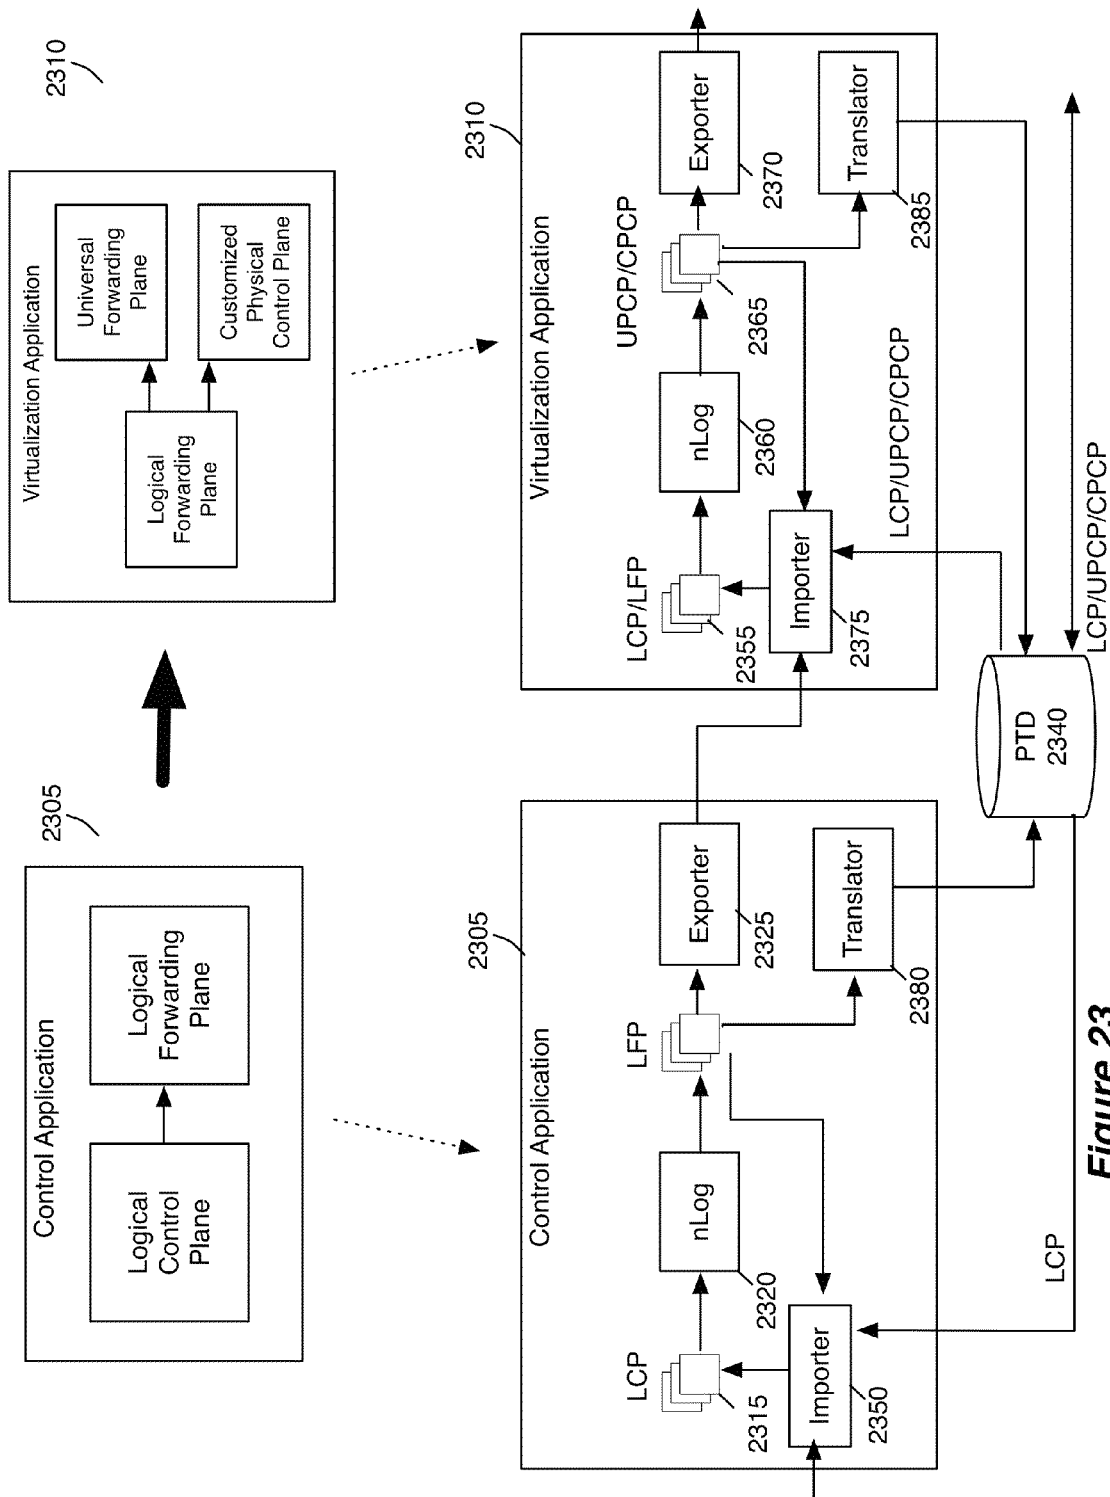 2305
2310
Control Application
Logical
Control
Plane
Logical
Forwarding
Plane
Virtualization Application
Logical
Forwarding
Plane
Universal
Forwarding
Plane
Customized
Physical
Control Plane
2305
Control Application
LCP
2315
nLog
2320
LFP
Exporter
2325
Importer
2350
Translator
2380
2310
Virtualization Application
LCP/LFP
2355
nLog
2360
UPCP/CPCP
2365
Exporter
2370
Importer
2375
Translator
2385
LCP/UPCP/CPCP
LCP
PTD
2340
LCP/UPCP/CPCP
Figure 23